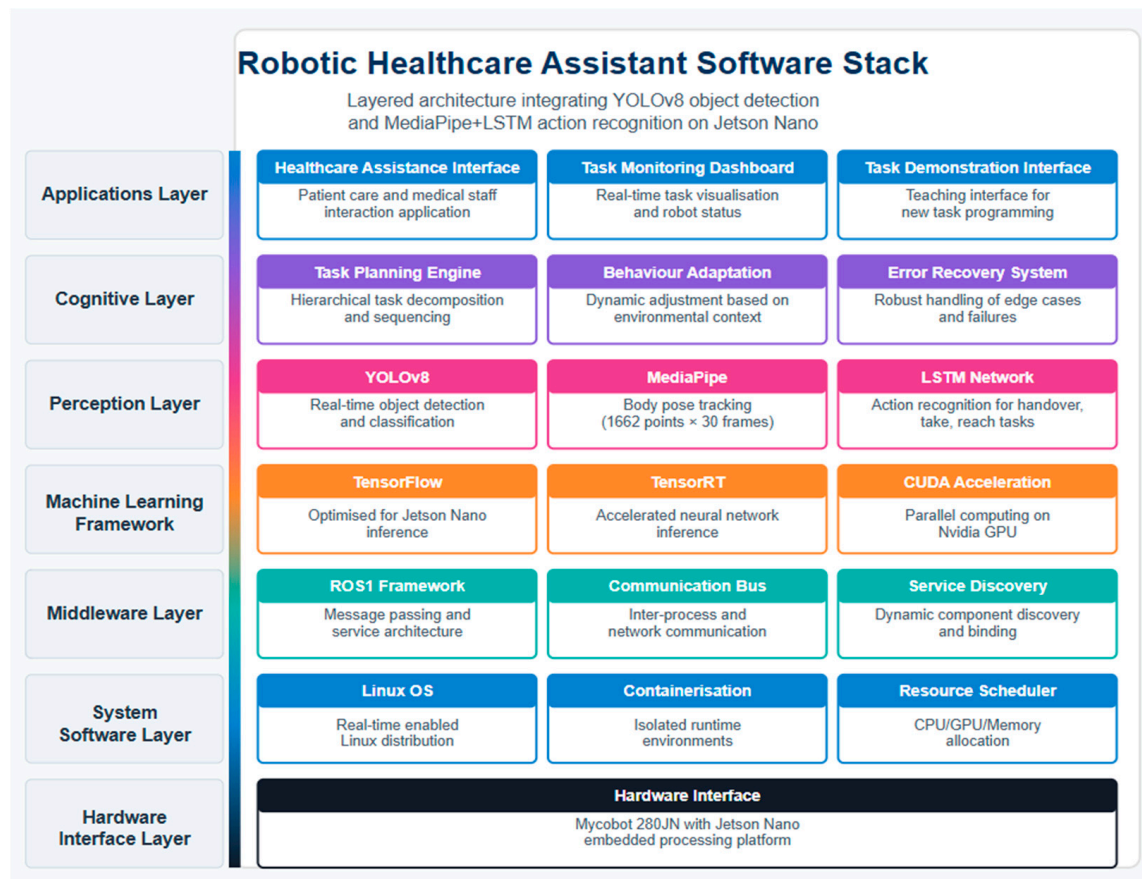 Robotic Healthcare Assistant Software Stack
Layered architecture integrating YOLOv8 object detection
and MediaPipe+LSTM action recognition on Jetson Nano
Applications Layer
Healthcare Assistance Interface
Patient care and medical staff
interaction application
Task Monitoring Dashboard
Real-time task visualisation
and robot status
Task Demonstration Interface
Teaching interface for
new task programming
Cognitive Layer
Task Planning Engine
Hierarchical task decomposition
and sequencing
Behaviour Adaptation
Dynamic adjustment based on
environmental context
Error Recovery System
Robust handling of edge cases
and failures
Perception Layer
YOLOv8
Real-time object detection
and classification
MediaPipe
Body pose tracking
(1662 points × 30 frames)
LSTM Network
Action recognition for handover,
take, reach tasks
Machine Learning
Framework
TensorFlow
Optimised for Jetson Nano
inference
TensorRT
Accelerated neural network
inference
CUDA Acceleration
Parallel computing on
Nvidia GPU
Middleware Layer
ROS1 Framework
Message passing and
service architecture
Communication Bus
Inter-process and
network communication
Service Discovery
Dynamic component discovery
and binding
System
Software Layer
Linux OS
Real-time enabled
Linux distribution
Containerisation
Isolated runtime
environments
Resource Scheduler
CPU/GPU/Memory
allocation
Hardware
Interface Layer
Hardware Interface
Mycobot 280JN with Jetson Nano
embedded processing platform